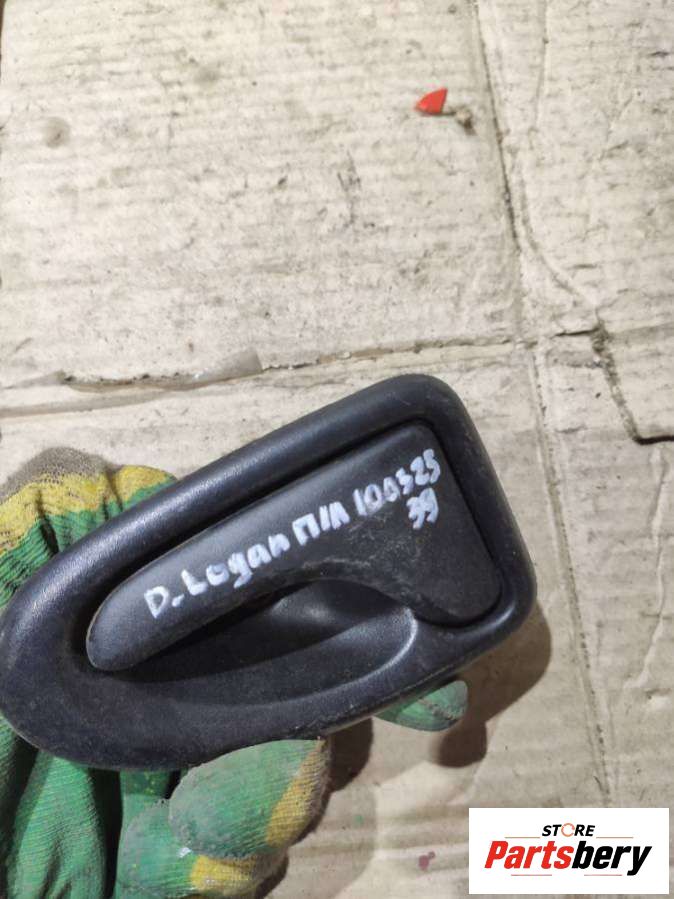 D. Logan П/Л 100325
39
STORE
Partsbery